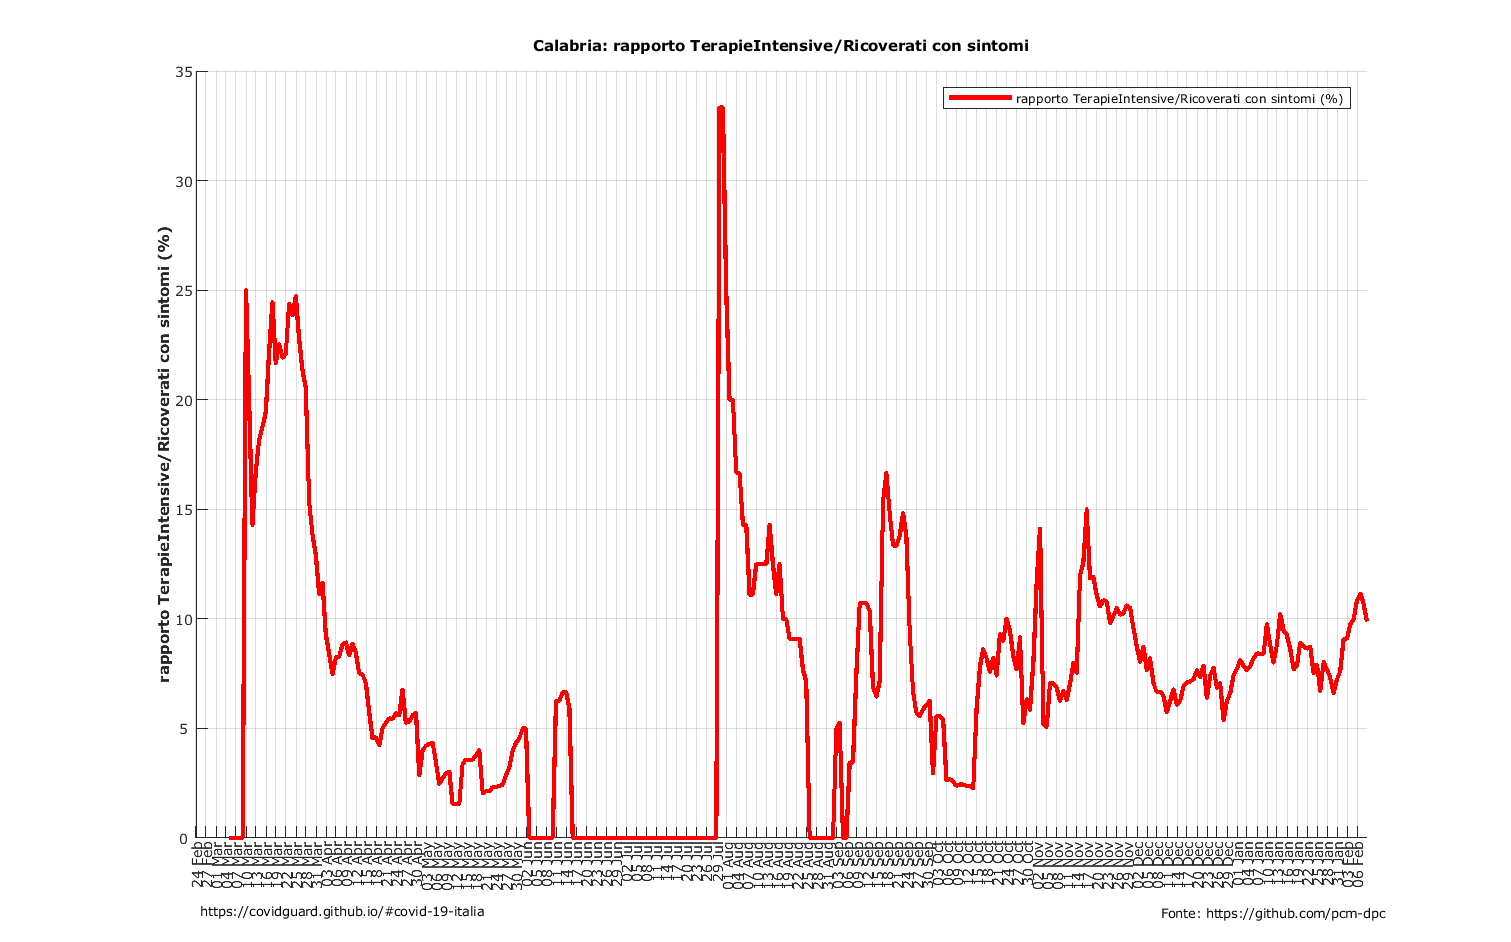 Calabria: rapporto TerapieIntensive/Ricoverati con sintomi
rapporto TerapieIntensive/Ricoverati con sintomi (%)
rapporto TerapieIntensive/Ricoverati con sintomi (%)
35
30
25
20
15
10
5
0
24 Feb
27 Feb
01 Mar
04 Mar
07 Mar
10 Mar
13 Mar
16 Mar
19 Mar
22 Mar
25 Mar
28 Mar
31 Mar
03 Apr
06 Apr
09 Apr
12 Apr
15 Apr
18 Apr
21 Apr
24 Apr
27 Apr
30 Apr
03 May
06 May
09 May
12 May
15 May
18 May
21 May
24 May
27 May
30 May
02 Jun
05 Jun
08 Jun
11 Jun
14 Jun
17 Jun
20 Jun
23 Jun
26 Jun
29 Jun
02 Jul
05 Jul
08 Jul
11 Jul
14 Jul
17 Jul
20 Jul
23 Jul
26 Jul
29 Jul
01 Aug
04 Aug
07 Aug
10 Aug
13 Aug
16 Aug
19 Aug
22 Aug
25 Aug
28 Aug
31 Aug
03 Sep
06 Sep
09 Sep
12 Sep
15 Sep
18 Sep
21 Sep
24 Sep
27 Sep
30 Sep
03 Oct
06 Oct
09 Oct
12 Oct
15 Oct
18 Oct
21 Oct
24 Oct
27 Oct
30 Oct
02 Nov
05 Nov
08 Nov
11 Nov
14 Nov
17 Nov
20 Nov
23 Nov
26 Nov
29 Nov
02 Dec
05 Dec
08 Dec
11 Dec
14 Dec
17 Dec
20 Dec
23 Dec
26 Dec
29 Dec
01 Jan
04 Jan
07 Jan
10 Jan
13 Jan
16 Jan
19 Jan
22 Jan
25 Jan
28 Jan
31 Jan
03 Feb
06 Feb
https://covidguard.github.io/#covid-19-italia
Fonte: https://github.com/pcm-dpc